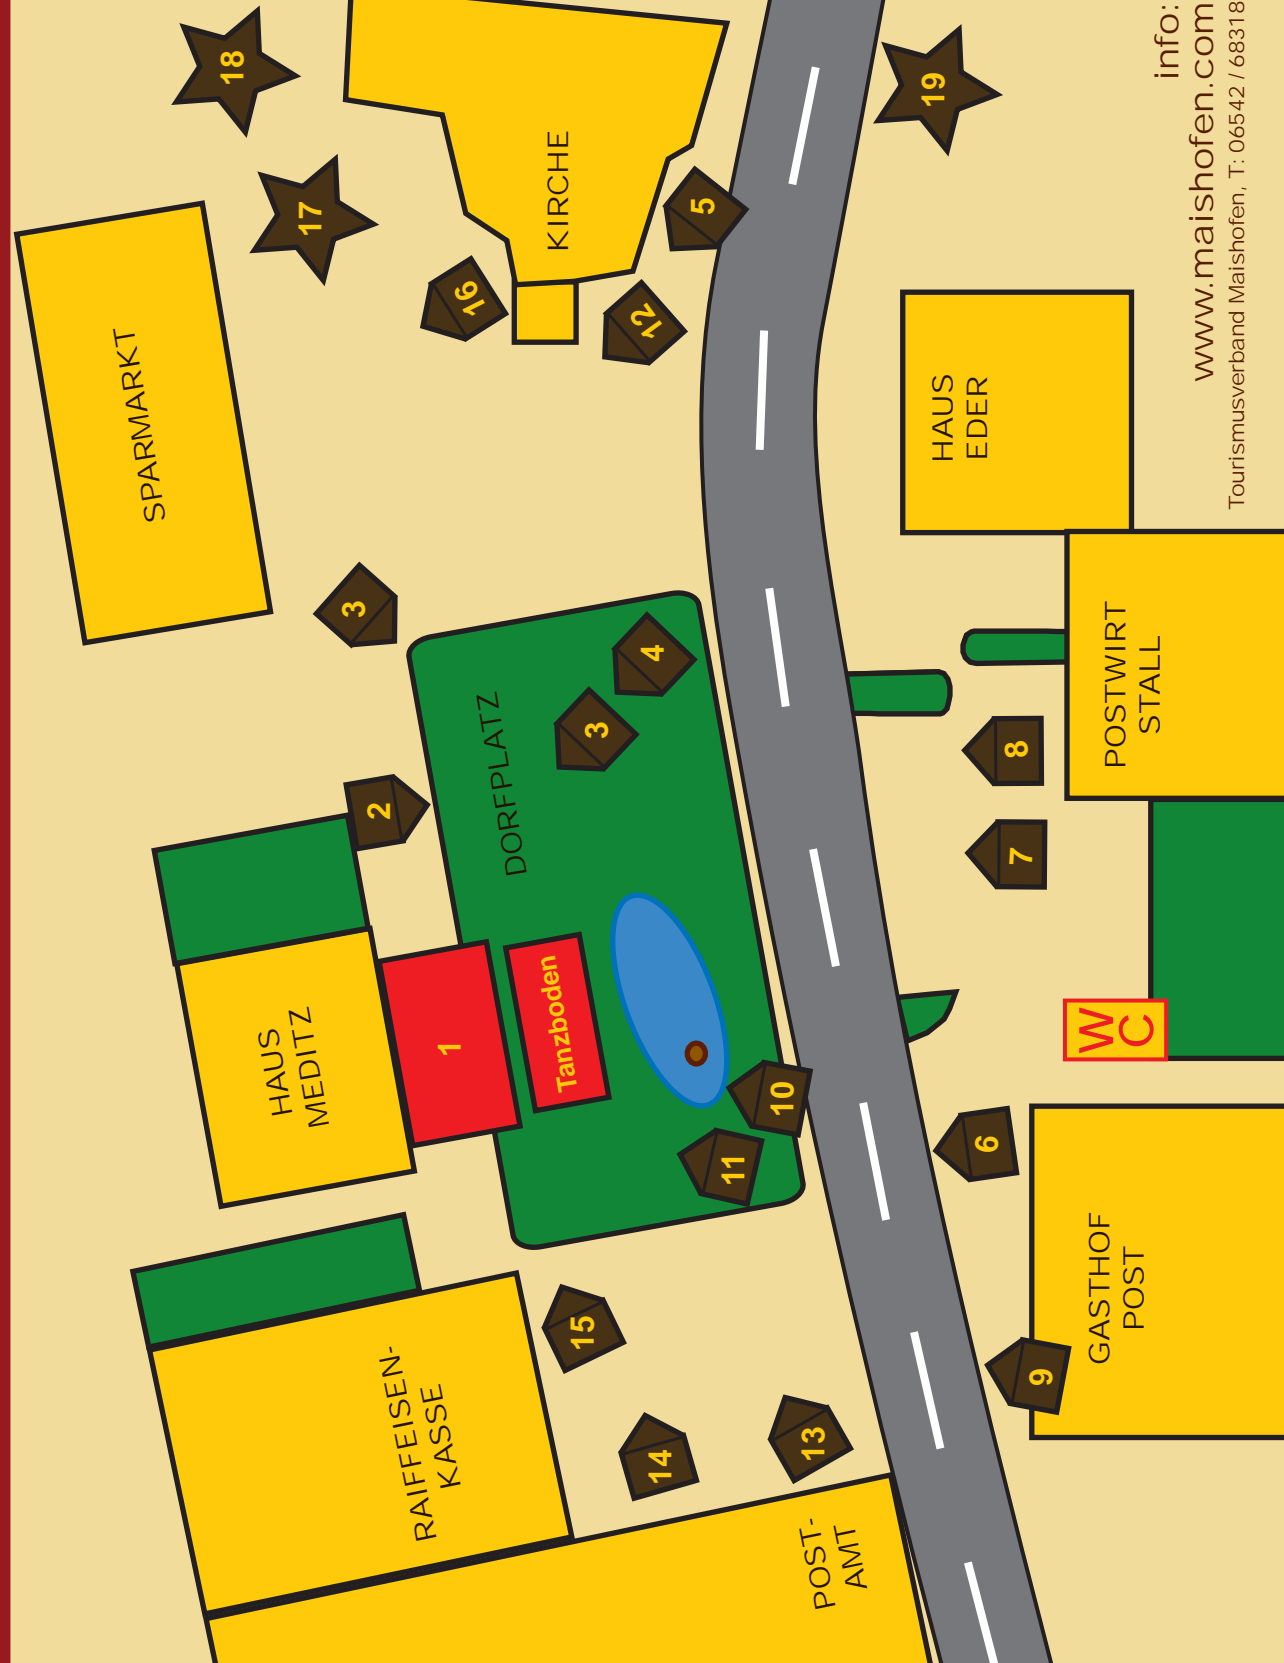 18
17
SPARMARKT
16
KIRCHE
5
12
19
info:
www.maishofen.com
Tourismusverband Maishofen, T: 06542 / 68318
HAUS
EDER
3
DORFPLATZ
4
3
2
POSTWIRT
STALL
8
7
HAUS
MEDITZ
1
Tanzboden
10
11
WC
6
GASTHOF
POST
9
15
14
13
RAIFFEISEN-
KASSE
POST-
AMT